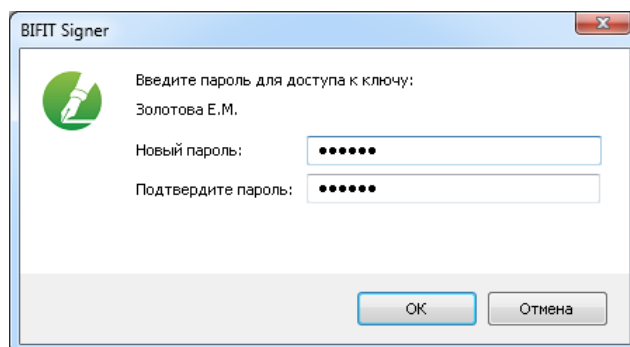 BIFIT Signer
Введите пароль для доступа к ключу:
Золотова Е.М.
Новый пароль: ●●●●●●
Подтвердите пароль: ●●●●●●
OK Отмена